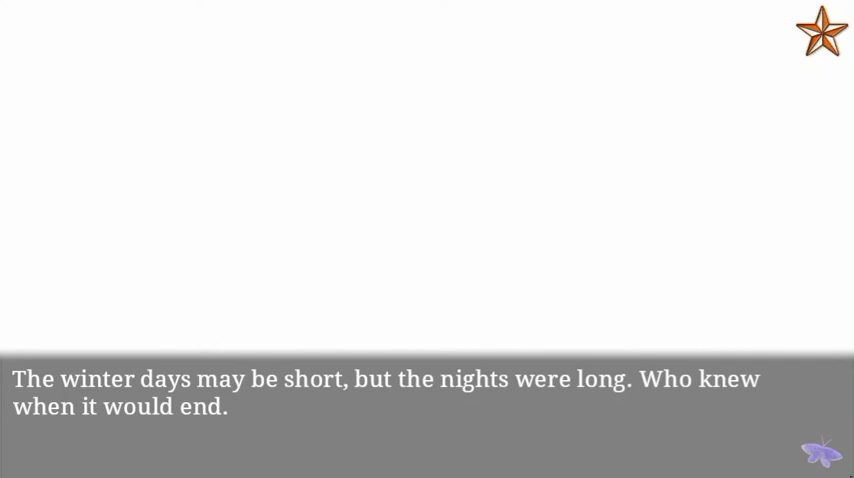 The winter days may be short, but the nights were long. Who knew
when it would end.